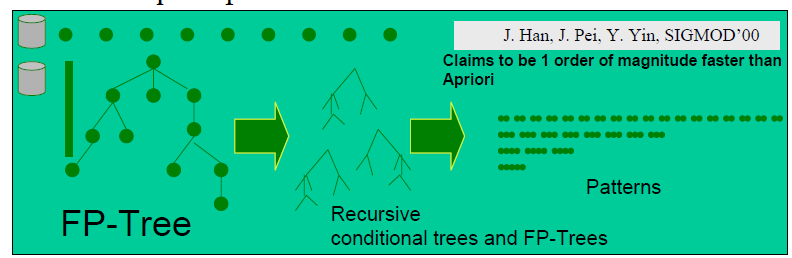 J. Han, J. Pei, Y. Yin, SIGMOD’00
Claims to be 1 order of magnitude faster than
Apriori
FP-Tree
Recursive
conditional trees and FP-Trees
Patterns